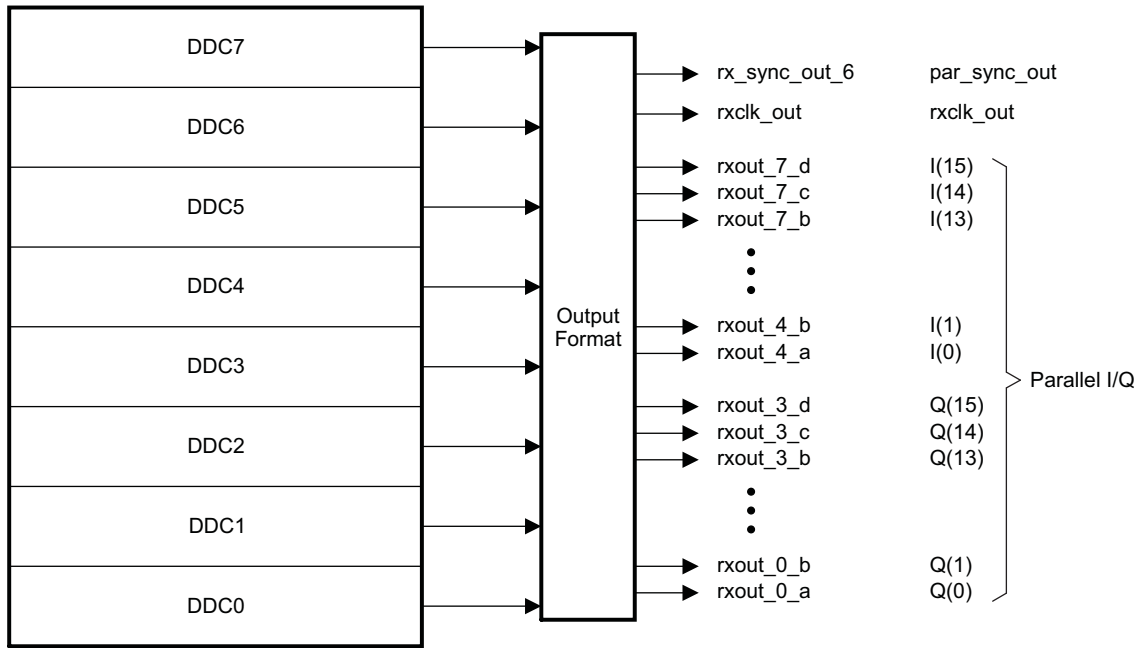 DDC7
DDC6
DDC5
DDC4
DDC3
DDC2
DDC1
DDC0
Output
Format
rx_sync_out_6 par_sync_out
rxclk_out rxclk_out
rxout_7_d I(15)
rxout_7_c I(14)
rxout_7_b I(13)
rxout_4_b I(1)
rxout_4_a I(0)
rxout_3_d Q(15)
rxout_3_c Q(14)
rxout_3_b Q(13)
rxout_0_b Q(1)
rxout_0_a Q(0)
Parallel I/Q